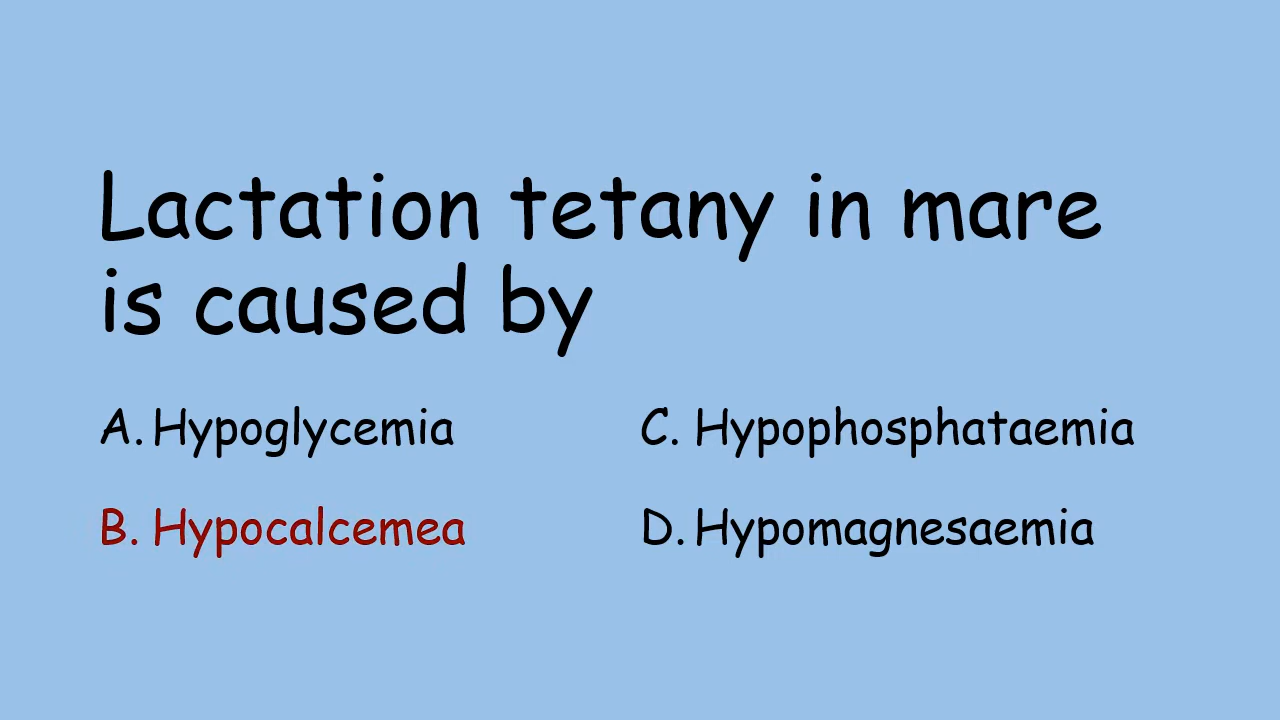 Lactation tetany in mare
is caused by
A. Hypoglycemia
B. Hypocalcemea
C. Hypophosphataemia
D. Hypomagnesaemia